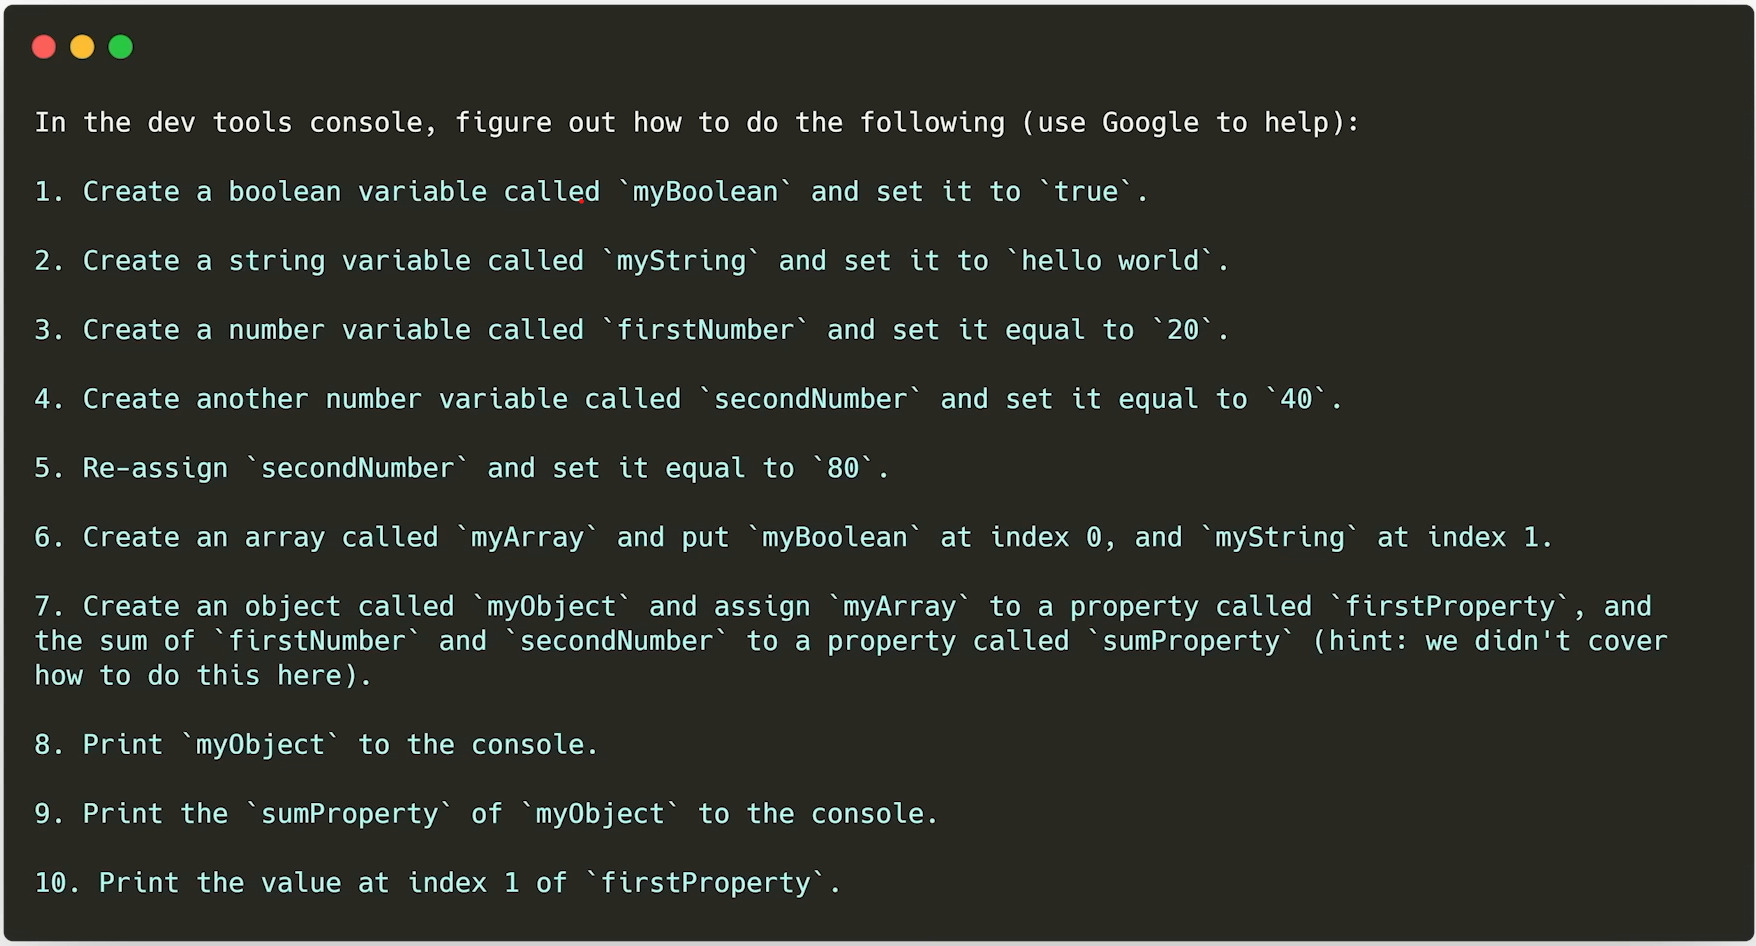 In the dev tools console, figure out how to do the following (use Google to help):
1. Create a boolean variable called `myBoolean` and set it to `true`.
2. Create a string variable called `myString` and set it to `hello world`.
3. Create a number variable called `firstNumber` and set it equal to `20`.
4. Create another number variable called `secondNumber` and set it equal to `40`.
5. Re-assign `secondNumber` and set it equal to `80`.
6. Create an array called `myArray` and put `myBoolean` at index 0, and `myString` at index 1.
7. Create an object called `myObject` and assign `myArray` to a property called `firstProperty`, and
the sum of `firstNumber` and `secondNumber` to a property called `sumProperty` (hint: we didn't cover
how to do this here).
8. Print `myObject` to the console.
9. Print the `sumProperty` of `myObject` to the console.
10. Print the value at index 1 of `firstProperty`.